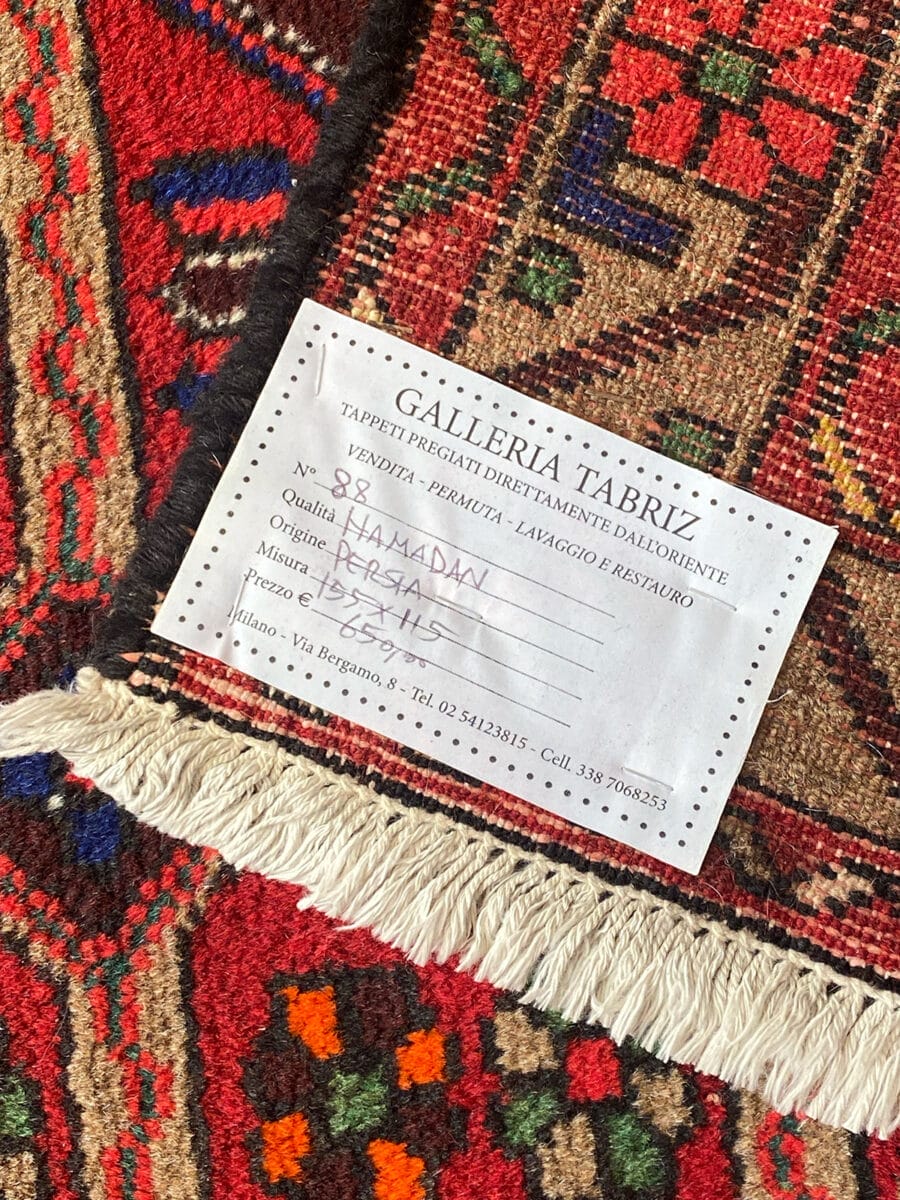 GALLERIA TABRIZ
TAPPETI PREGIATI DIRETTAMENTE DALL'ORIENTE
VENDITA - PERMUTA - LAVAGGIO E RESTAURO
N° 88
Qualità HAMADAN
Origine PERSIA
Misura 155 X 115
Prezzo € 650,00
Milano - Via Bergamo, 8 - Tel. 02 54123815 - Cell. 338 7068253